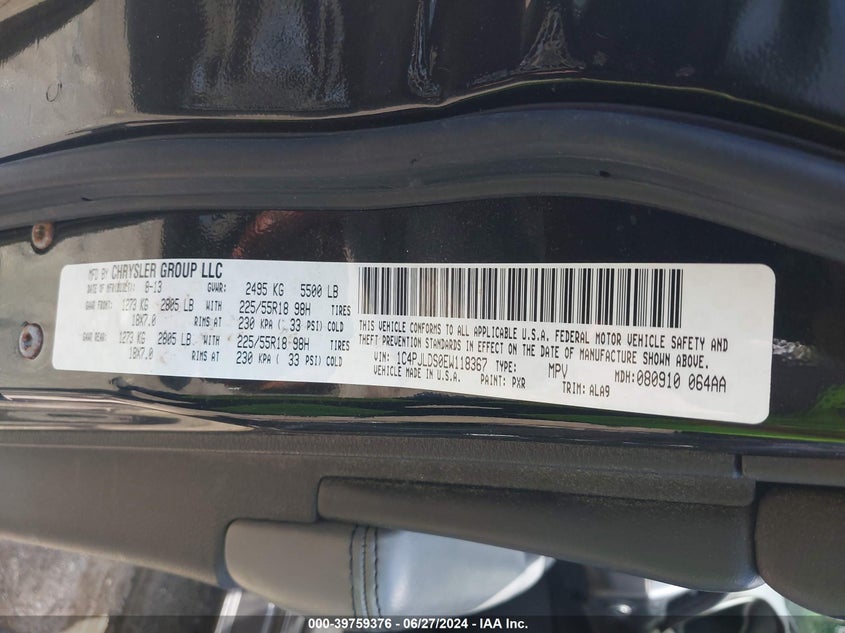 MFD BY CHRYSLER GROUP LLC
DATE OF MFR 8-13 GVWR: 2495 KG 5500 LB
GAWR FRONT: 1273 KG 2805 LB WITH 225/55R18 98H TIRES
18X7.0 RIMS AT 230 KPA ( 33 PSI) COLD
GAWR REAR: 1273 KG 2805 LB WITH 225/55R18 98H TIRES
18X7.0 RIMS AT 230 KPA ( 33 PSI) COLD
THIS VEHICLE CONFORMS TO ALL APPLICABLE U.S.A. FEDERAL MOTOR VEHICLE SAFETY AND
THEFT PREVENTION STANDARDS IN EFFECT ON THE DATE OF MANUFACTURE SHOWN ABOVE.
VIN: 1C4PJLDS0EW118367 TYPE: MPV MDH:080910 064AA
VEHICLE MADE IN U.S.A. PAINT: PXR TRIM: ALA9
000-39759376 | 06/27/2024 | IAA Inc.